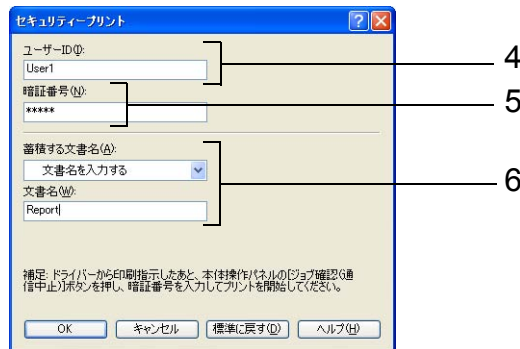 セキュリティープリント
ユーザーID(I):
User1
4
暗証番号(N):
5
*****
蓄積する文書名(A):
文書名を入力する
6
文書名(W):
Report
補足: ドライバーから印刷指示したあと、本体操作パネルの[ジョブ確認(通
信中止)]ボタンを押し、暗証番号を入力してプリントを開始してください。
OK キャンセル 標準に戻す(D) ヘルプ(H)